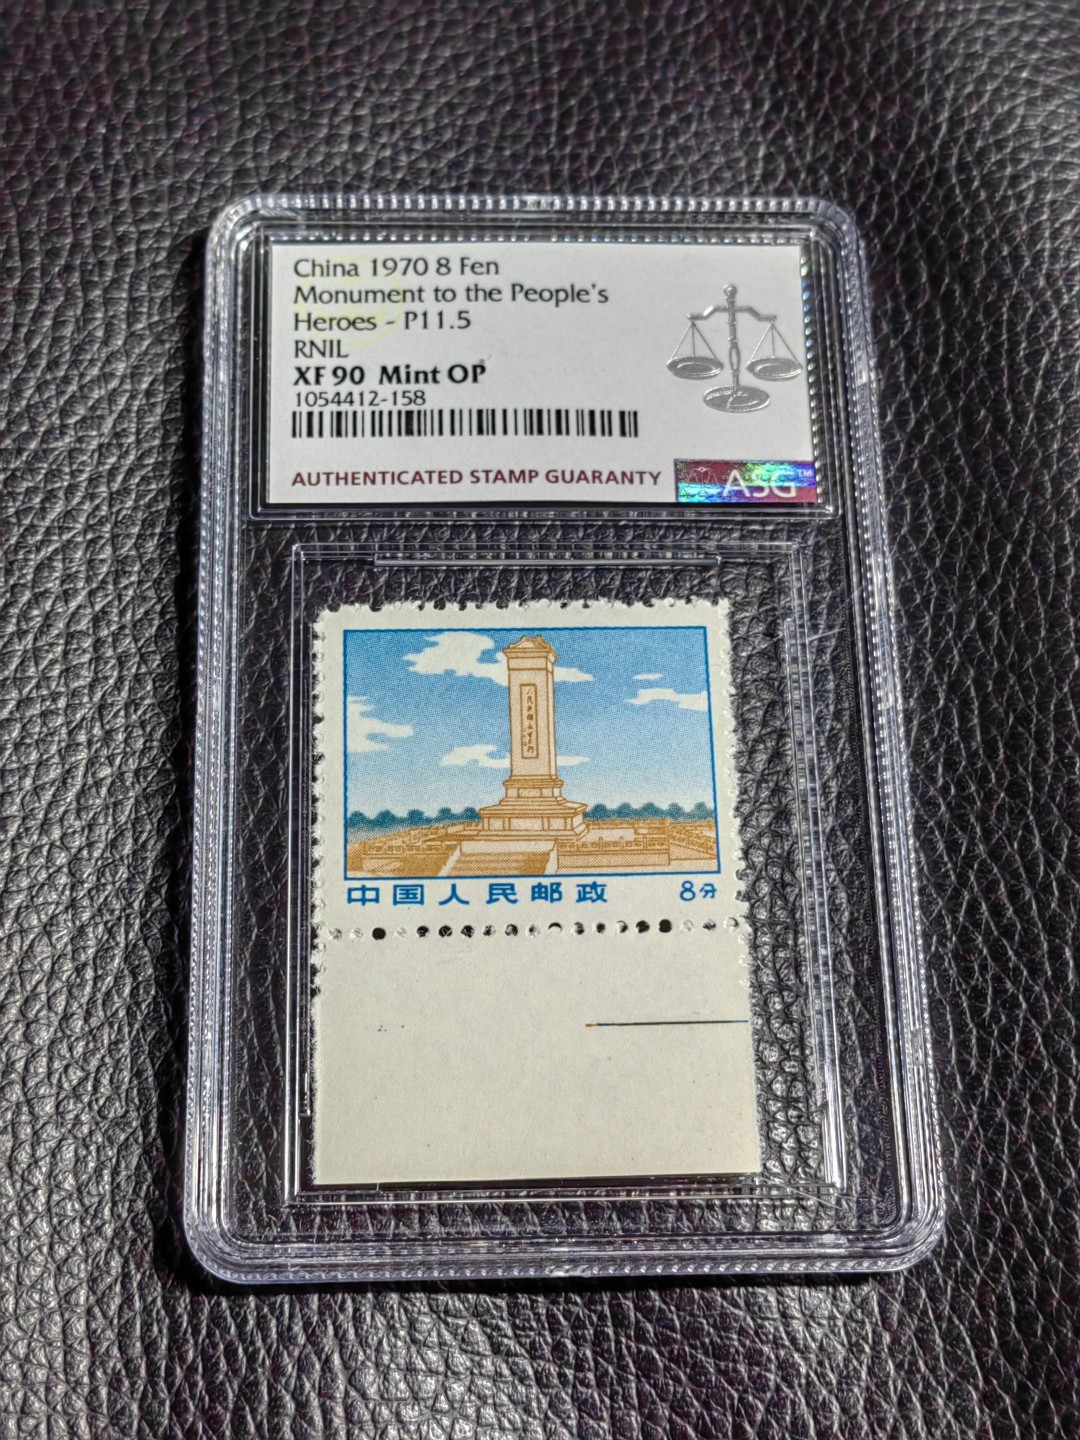 China 1970 8 Fen
Monument to the People's
Heroes - P11.5
RNIL
XF 90 Mint OP
1054412-158
AUTHENTICATED STAMP GUARANTY
ASG™
中国人民邮政 8分